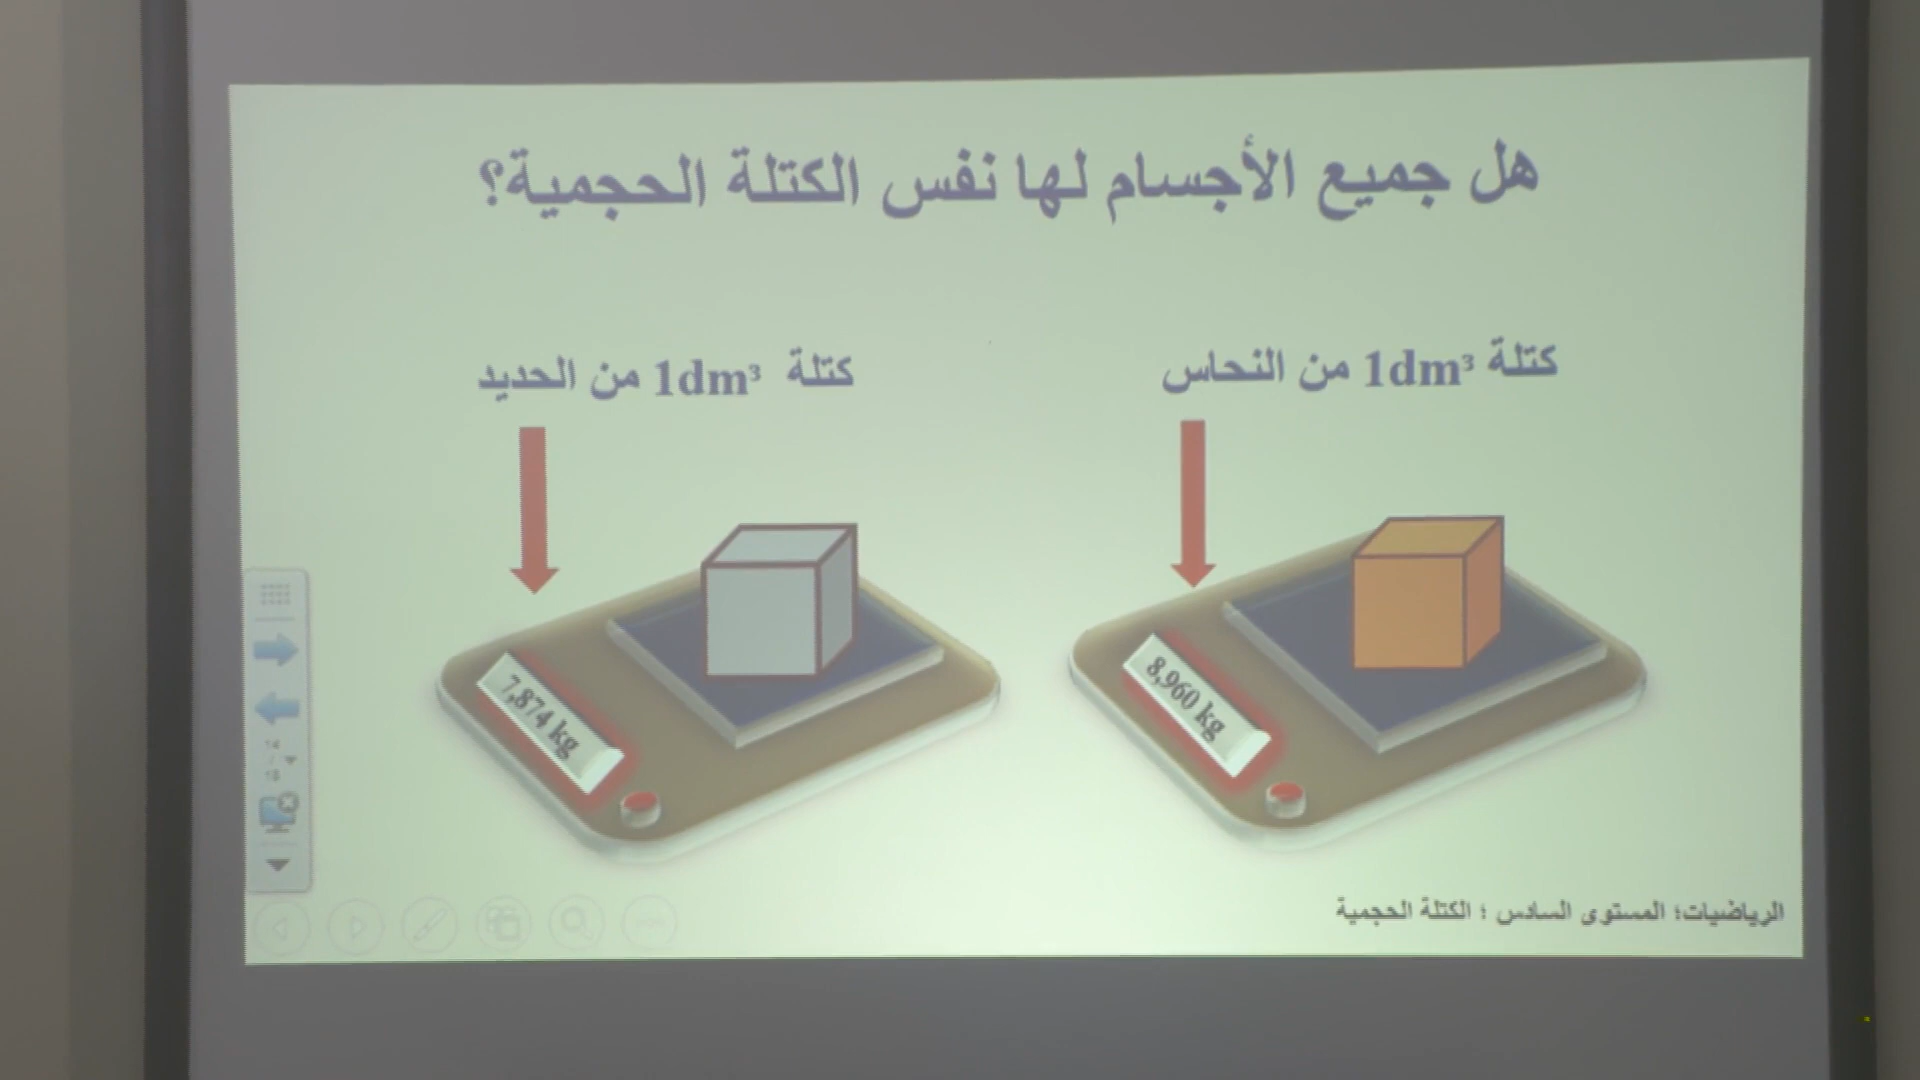 هل جميع الأجسام لها نفس الكتلة الحجمية؟
كتلة 1dm³ من النحاس
كتلة 1dm³ من الحديد
8,960 kg
7,874 kg
الرياضيات؛ المستوى السادس ؛ الكتلة الحجمية